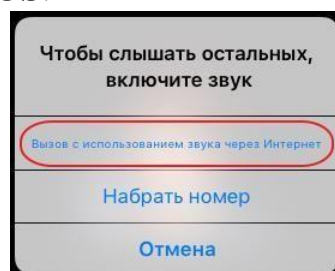 Чтобы слышать остальных,
включите звук
Вызов с использованием звука через Интернет
Набрать номер
Отмена